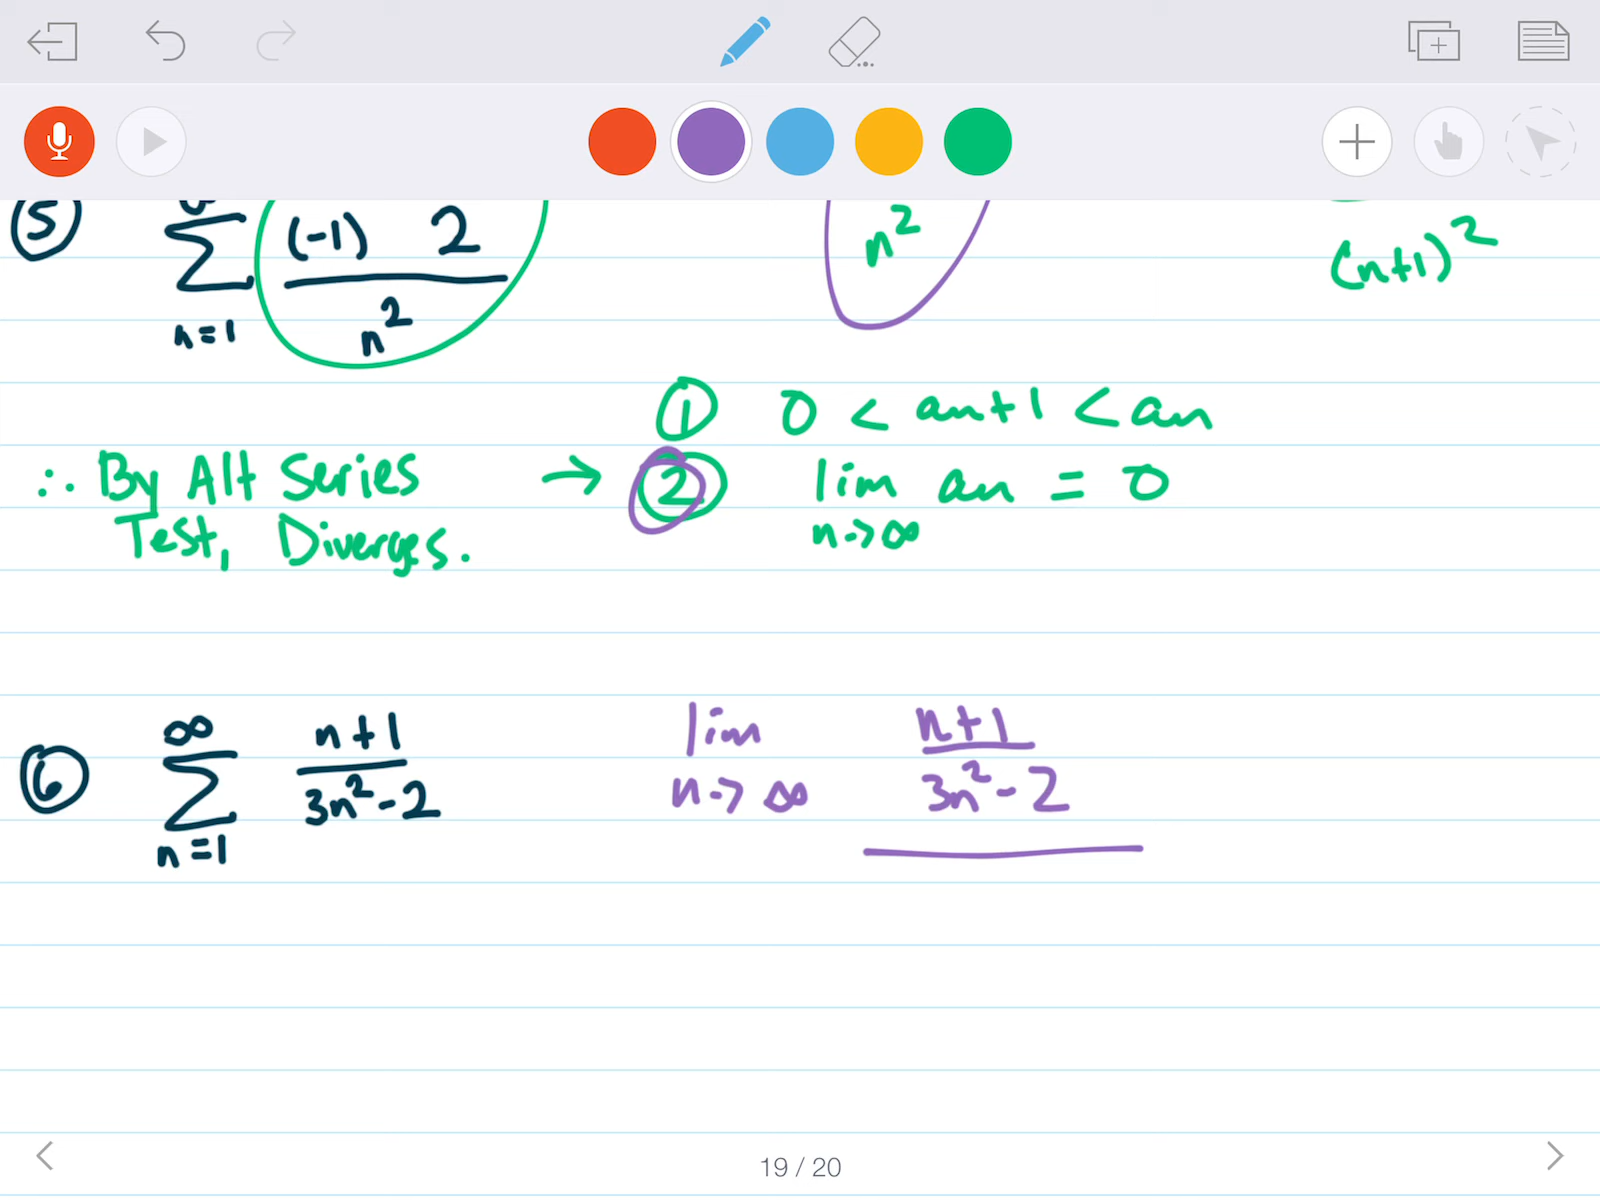 ⑤ ∞
Σ (-1) 2
n² n² (n+1)²
n=1
① 0 < an+1 < an
∴ By Alt Series → ② lim an = 0
Test, Diverges. n→∞
⑥ ∞ n+1 lim n+1
Σ 3n²-2 n→∞ 3n²-2
n=1
19 / 20